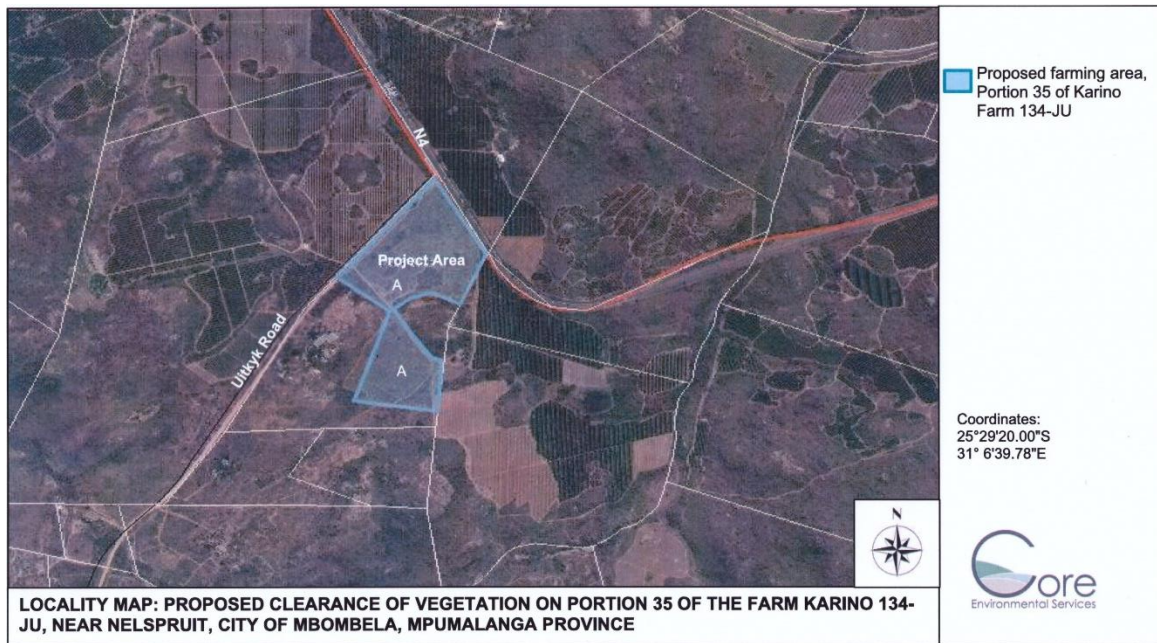 N4
Project Area
A
A
Uitkyk Road
Proposed farming area,
Portion 35 of Karino
Farm 134-JU
Coordinates:
25°29'20.00"S
31° 6'39.78"E
N
Core
Environmental Services
LOCALITY MAP: PROPOSED CLEARANCE OF VEGETATION ON PORTION 35 OF THE FARM KARINO 134-
JU, NEAR NELSPRUIT, CITY OF MBOMBELA, MPUMALANGA PROVINCE